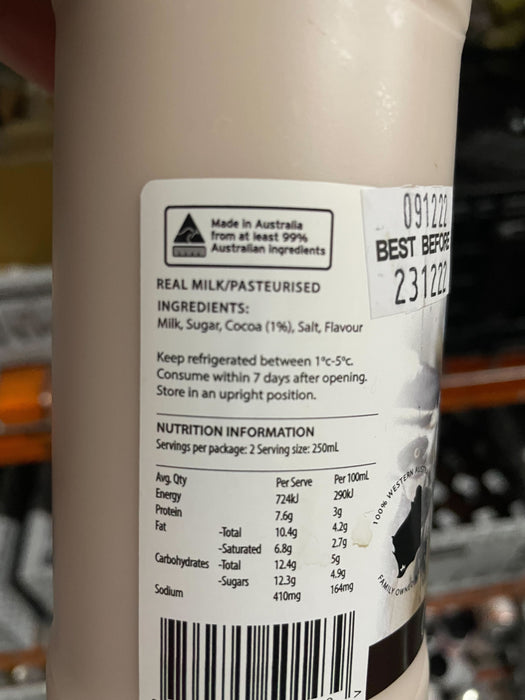 Made in Australia
from at least 99%
Australian ingredients
091222
BEST BEFORE
231222
REAL MILK/PASTEURISED
INGREDIENTS:
Milk, Sugar, Cocoa (1%), Salt, Flavour
Keep refrigerated between 1°c-5°c.
Consume within 7 days after opening.
Store in an upright position.
NUTRITION INFORMATION
Servings per package: 2 Serving size: 250mL
Avg. Qty Per Serve Per 100mL
Energy 724kJ 290kJ
Protein 7.6g 3g
Fat -Total 10.4g 4.2g
-Saturated 6.8g 2.7g
Carbohydrates -Total 12.4g 5g
-Sugars 12.3g 4.9g
Sodium 410mg 164mg
100% WESTERN
FAMILY OWNED